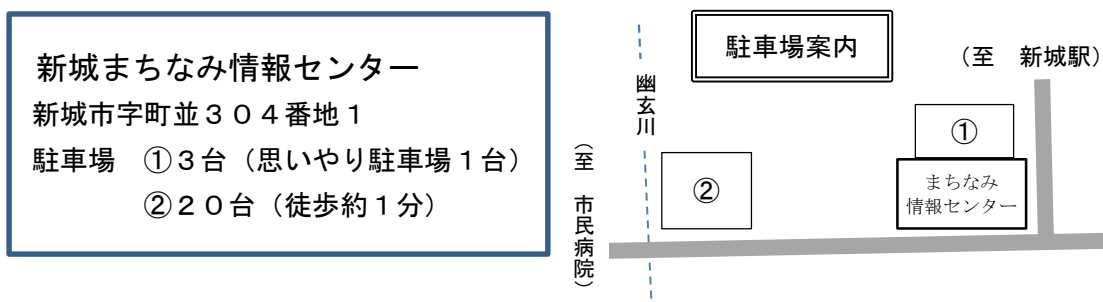 新城まちなみ情報センター
新城市字町並３０４番地１
駐車場　①３台（思いやり駐車場１台）
②２０台（徒歩約１分）
駐車場案内
（至　新城駅）
幽玄川
（至　市民病院）
①
②
まちなみ
情報センター